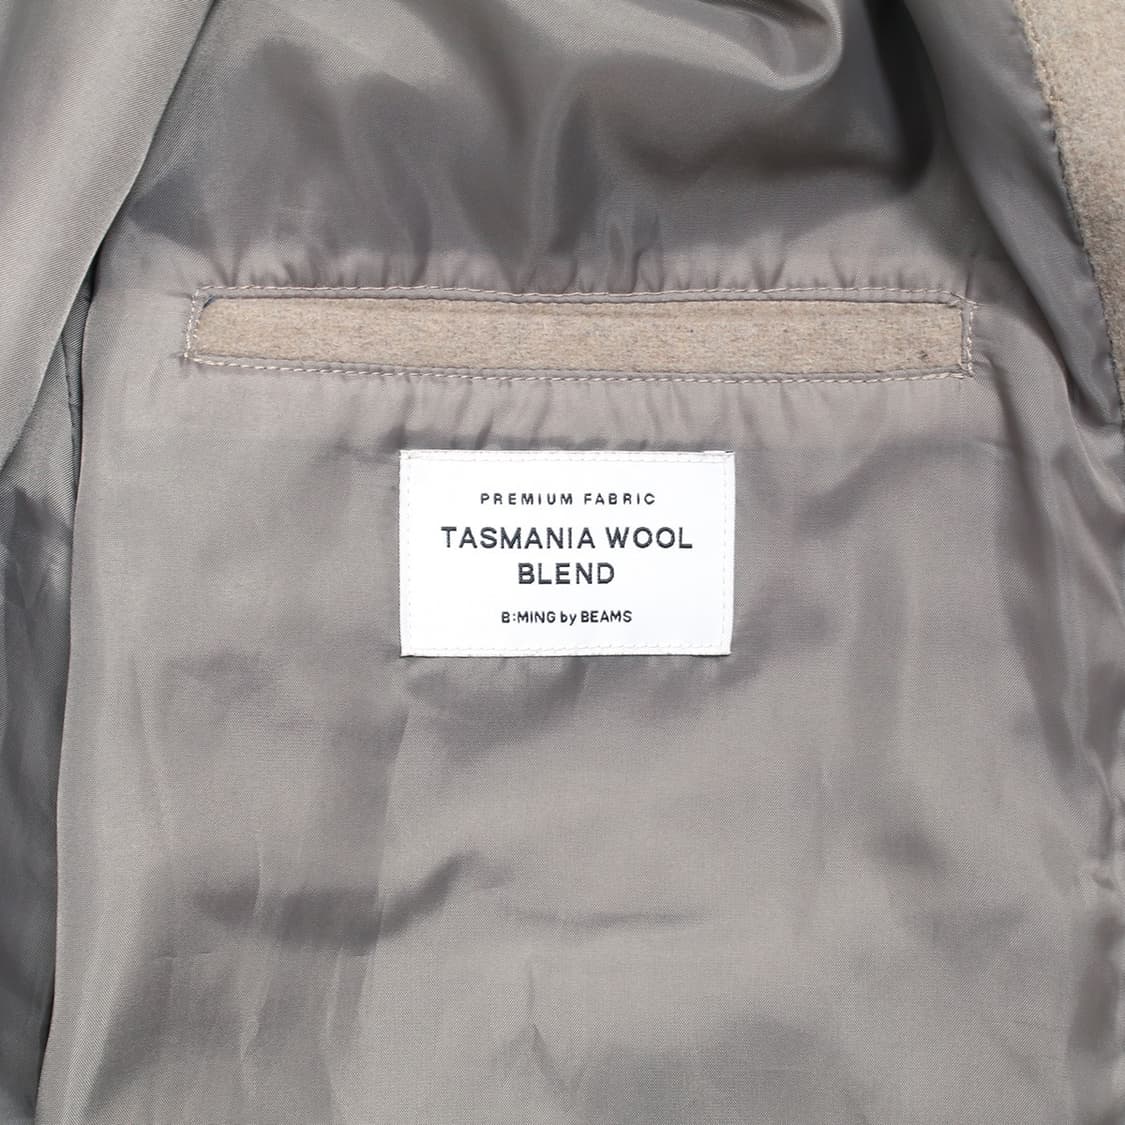 PREMIUM FABRIC
TASMANIA WOOL
BLEND
B:MING by BEAMS